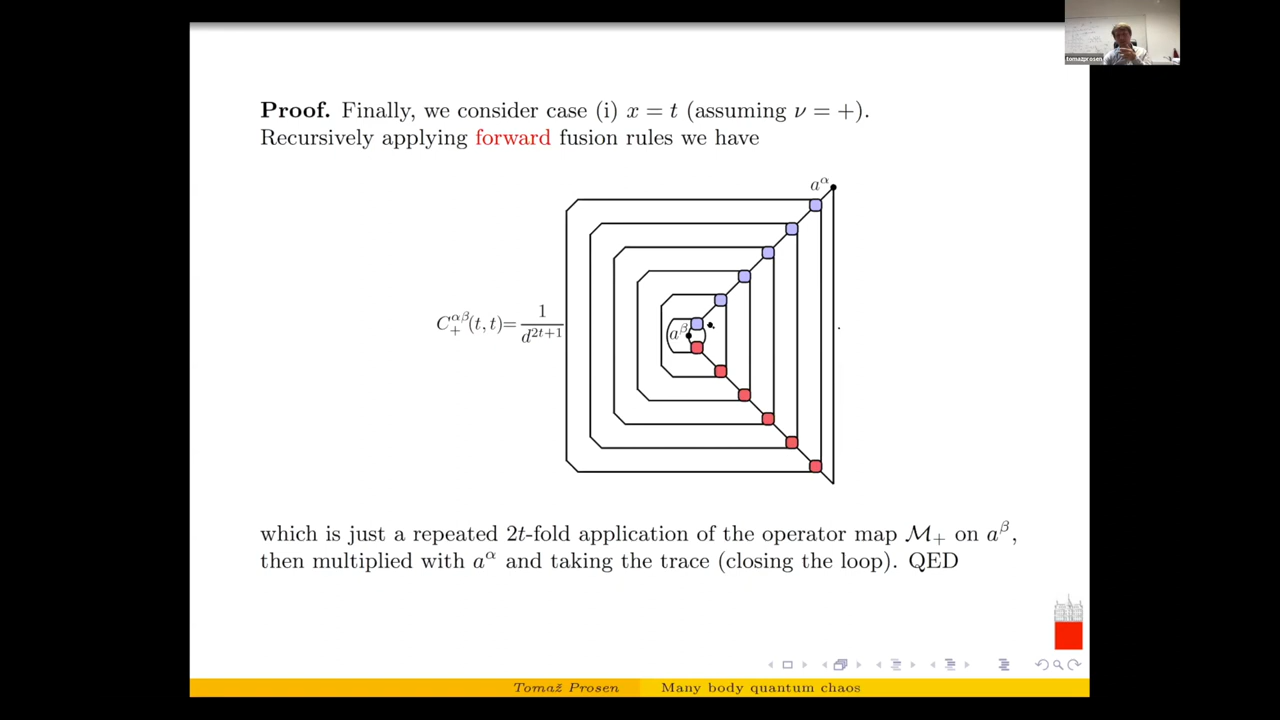 tomazprosen
Proof. Finally, we consider case (i) x = t (assuming ν = +).
Recursively applying forward fusion rules we have
a^α
C_+^{αβ}(t, t) = 1/d^{2t+1}
a^β
.
which is just a repeated 2t-fold application of the operator map ℳ₊ on a^β,
then multiplied with a^α and taking the trace (closing the loop). QED
Tomaž Prosen Many body quantum chaos